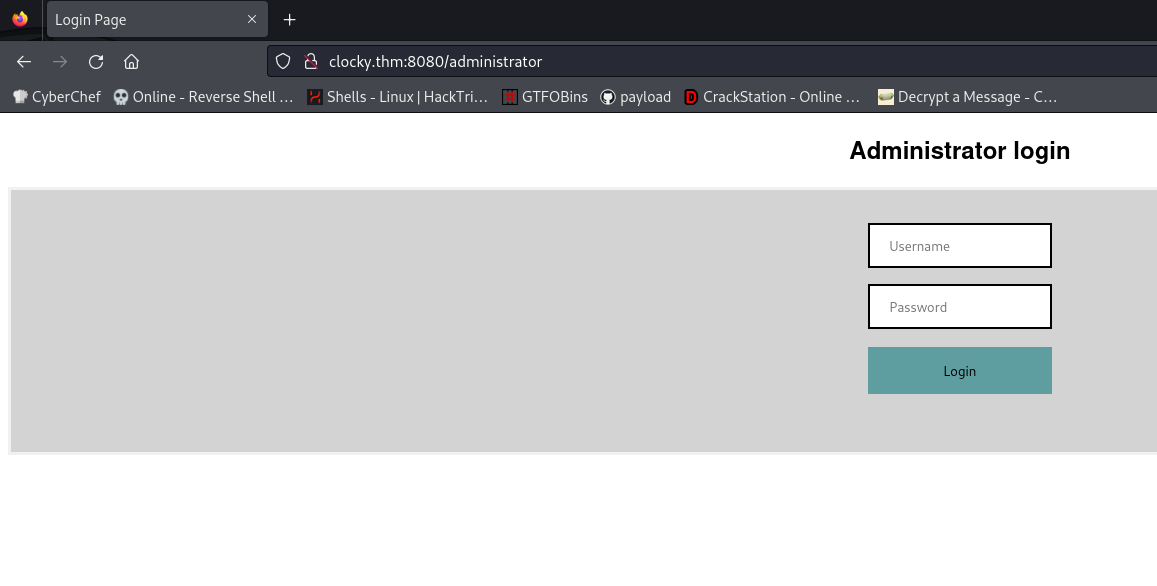 Login Page
clocky.thm:8080/administrator
CyberChef Online - Reverse Shell … Shells - Linux | HackTri… GTFOBins payload CrackStation - Online … Decrypt a Message - C…
Administrator login
Username
Password
Login